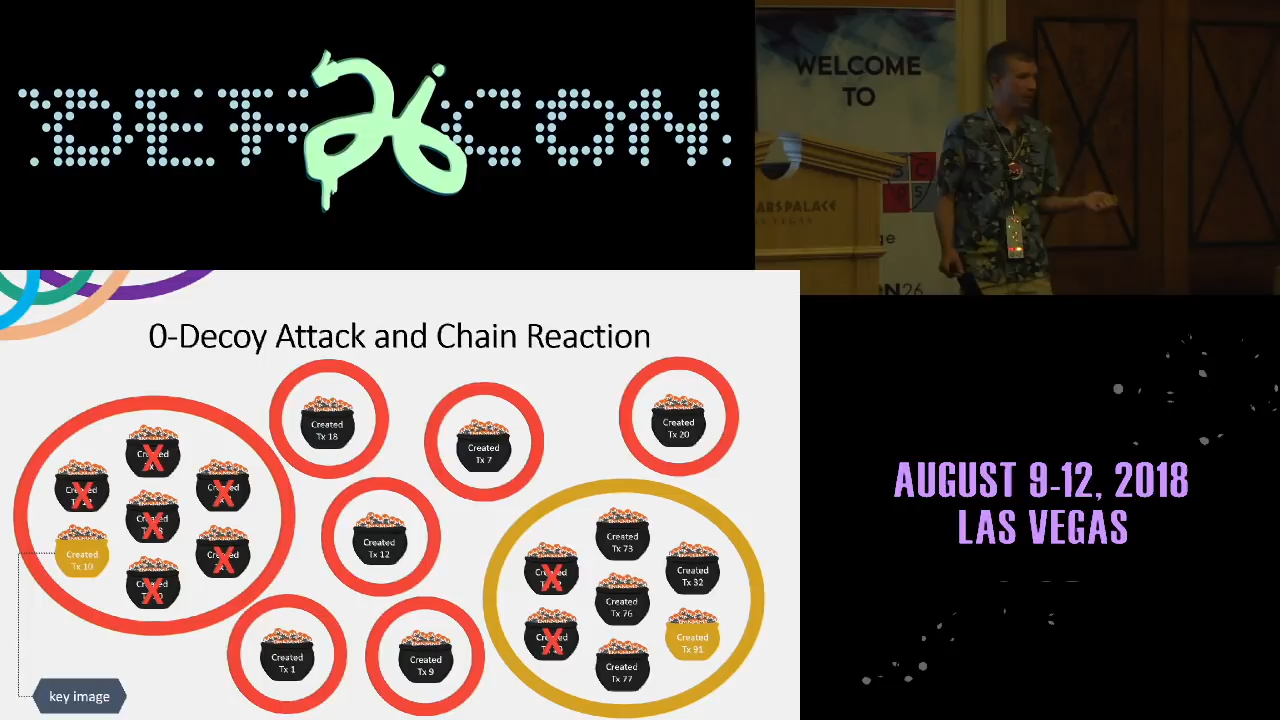 DEF CON
26
WELCOME
TO
0-Decoy Attack and Chain Reaction
Created
Tx 18
Created
Tx 7
Created
Tx 20
Created
Tx 10
Created
Tx 12
Created
Tx 1
Created
Tx 9
Created
Tx 73
Created
Tx 32
Created
Tx 76
Created
Tx 91
Created
Tx 77
key image
AUGUST 9-12, 2018
LAS VEGAS